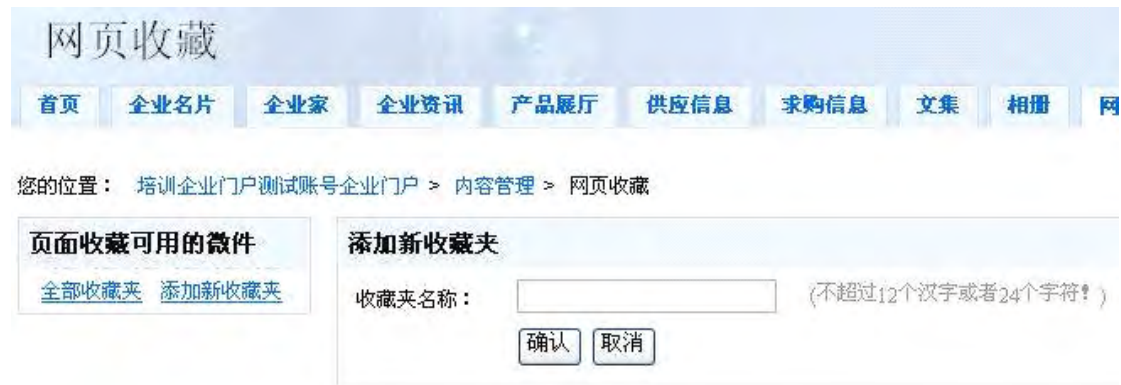 网页收藏
首页 企业名片 企业家 企业资讯 产品展厅 供应信息 求购信息 文集 相册 网
您的位置： 培训企业门户测试账号企业门户 > 内容管理 > 网页收藏
页面收藏可用的微件
全部收藏夹 添加新收藏夹
添加新收藏夹
收藏夹名称： (不超过12个汉字或者24个字符！)
确认 取消